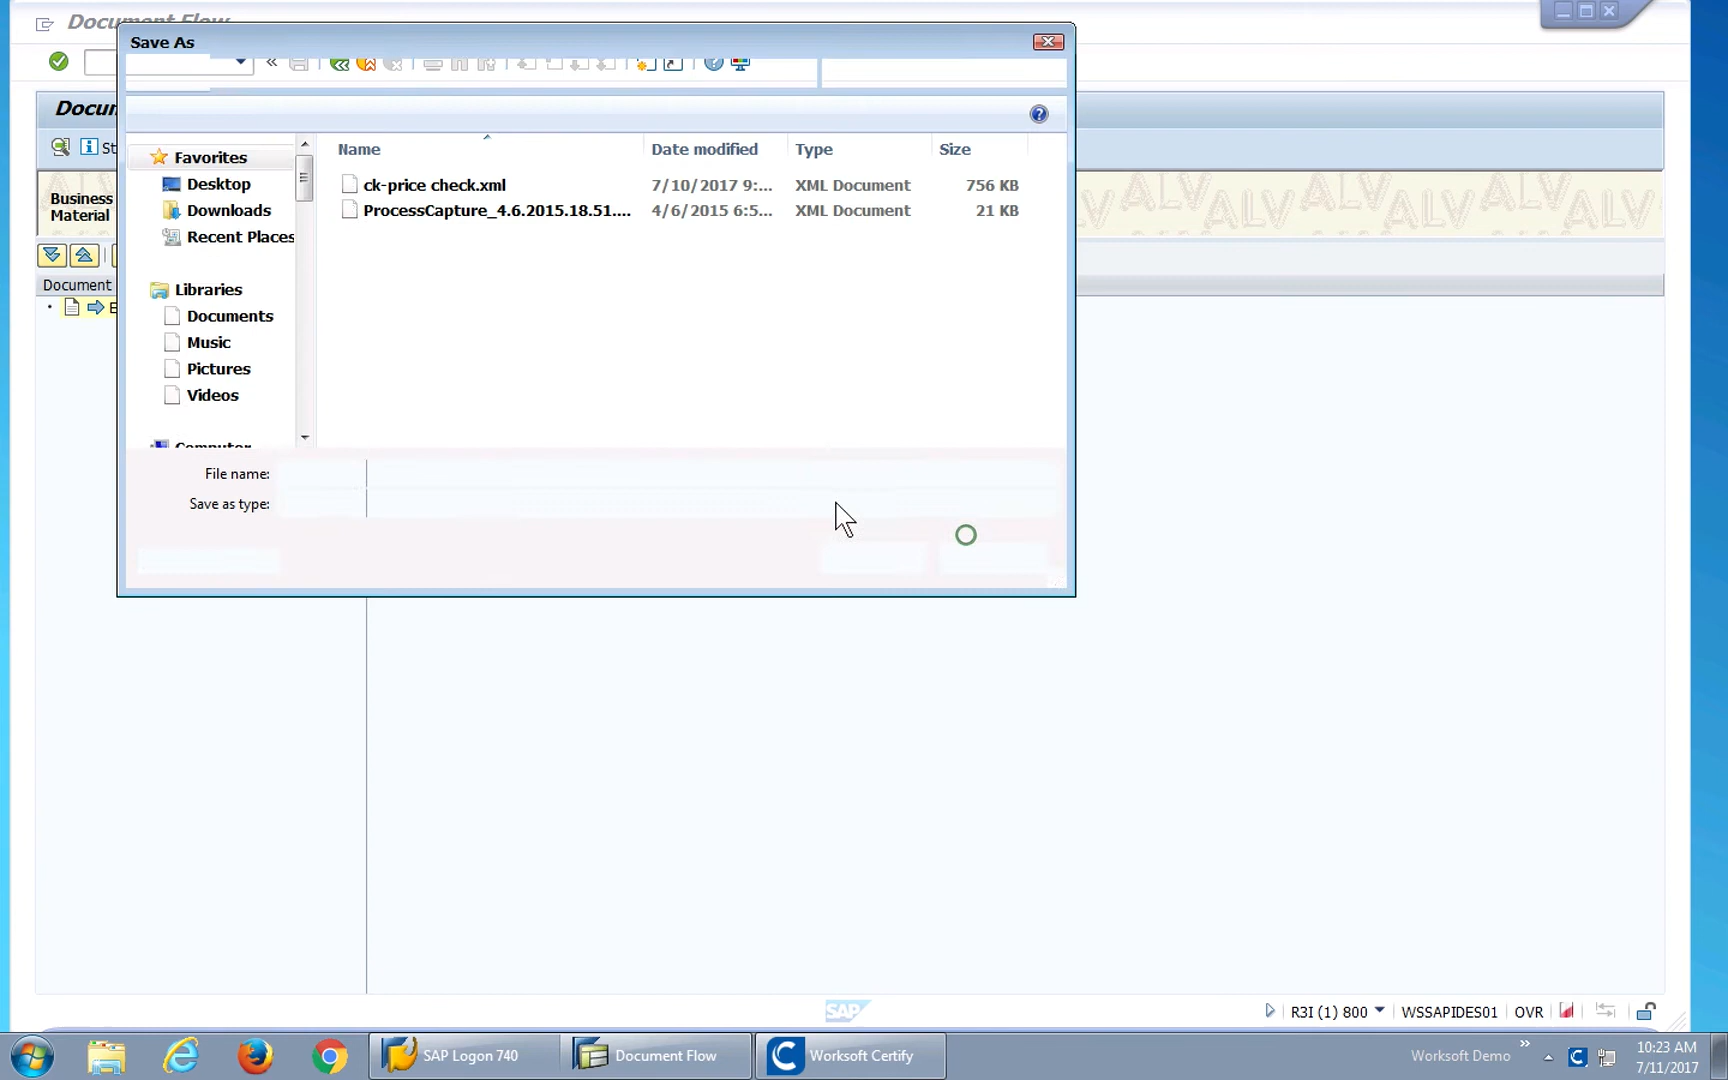 Document Flow
Save As
Docum
St
Business
Material
Document
E
Name
Date modified
Type
Size
Favorites
Desktop
Downloads
Recent Places
Libraries
Documents
Music
Pictures
Videos
Computer
ck-price check.xml
7/10/2017 9:...
XML Document
756 KB
ProcessCapture_4.6.2015.18.51....
4/6/2015 6:5...
XML Document
21 KB
File name:
Save as type:
ALV ALV ALV ALV
SAP
R3I (1) 800
WSSAPIDES01
OVR
SAP Logon 740
Document Flow
Worksoft Certify
Worksoft Demo
10:23 AM
7/11/2017